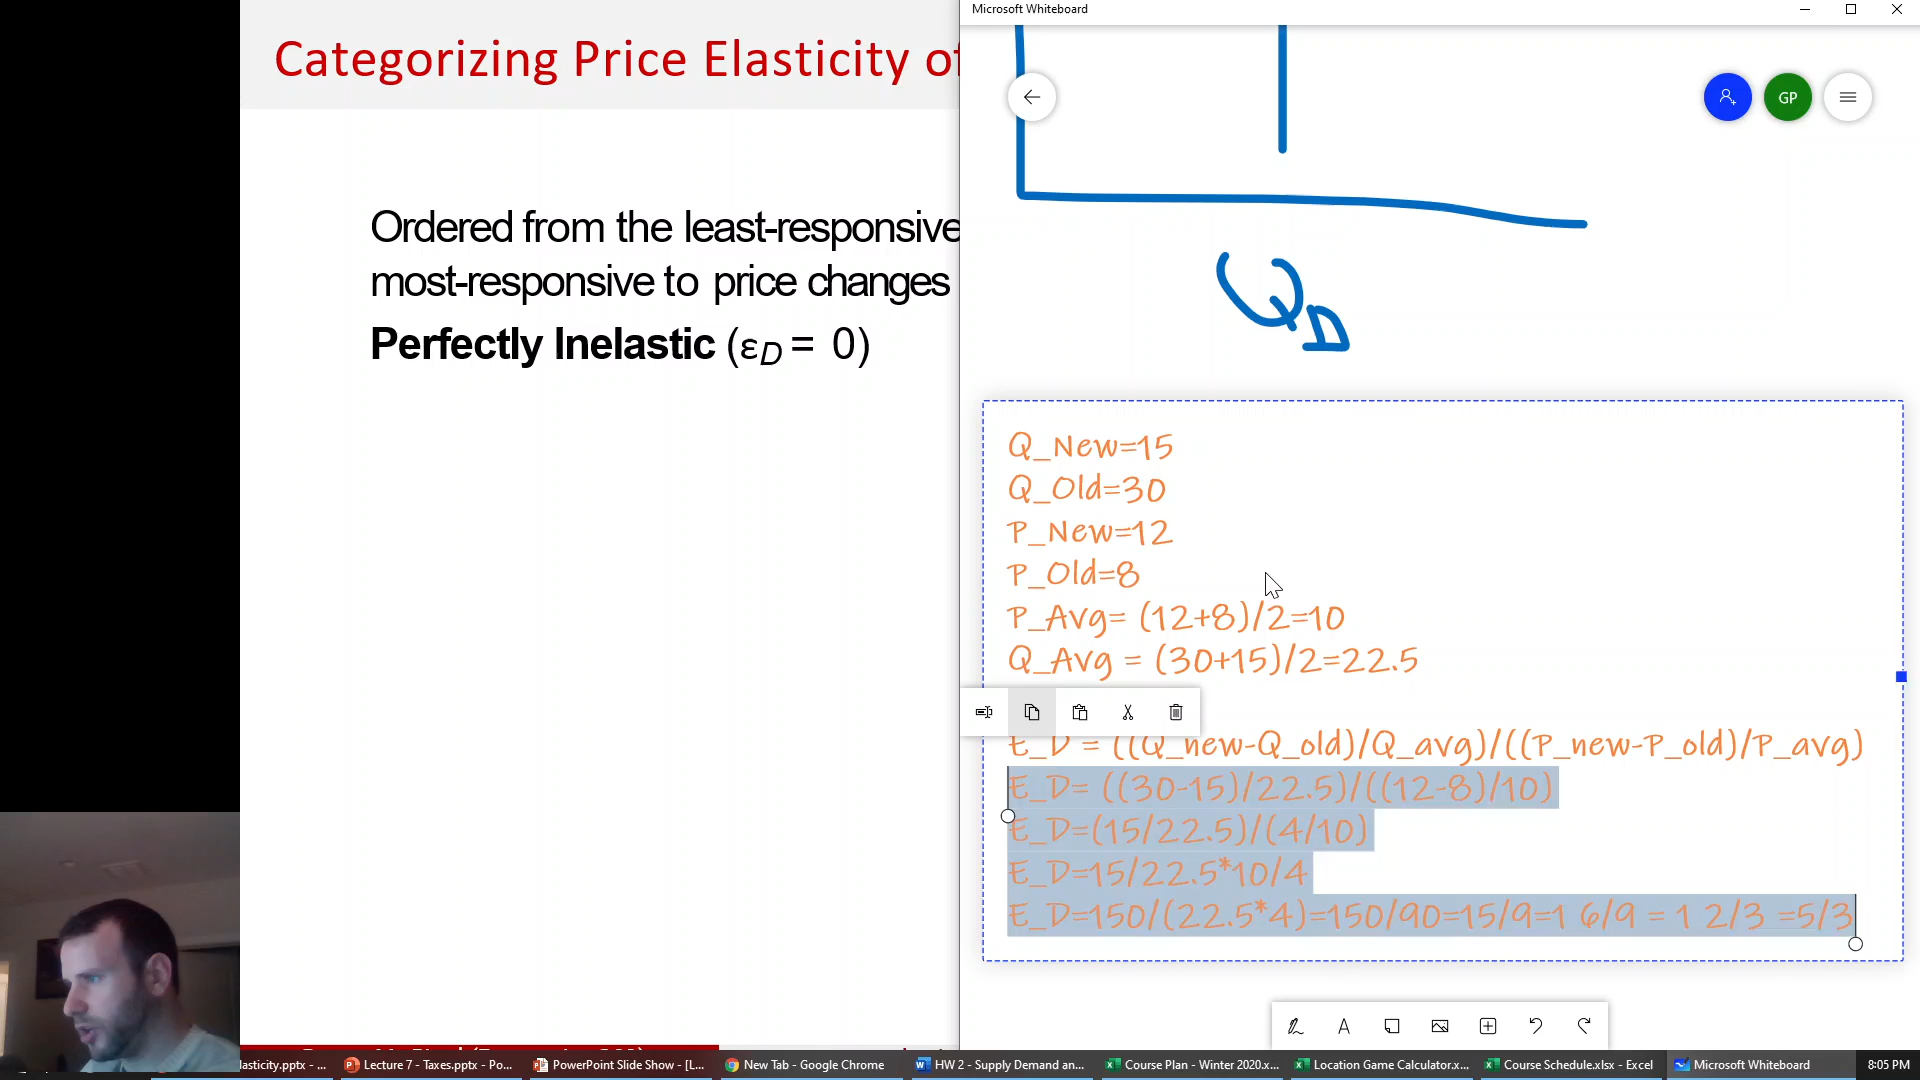 Categorizing Price Elasticity of
Ordered from the least-responsive
most-responsive to price changes
Perfectly Inelastic (εD = 0)
Microsoft Whiteboard
GP
QD
Q_New=15
Q_Old=30
P_New=12
P_Old=8
P_Avg= (12+8)/2=10
Q_Avg = (30+15)/2=22.5
E_D = ((Q_new-Q_old)/Q_avg)/((P_new-P_old)/P_avg)
E_D= ((30-15)/22.5)/((12-8)/10)
E_D=(15/22.5)/(4/10)
E_D=15/22.5*10/4
E_D=150/(22.5*4)=150/90=15/9=1 6/9 = 1 2/3 =5/3
lasticity.pptx - ...
Lecture 7 - Taxes.pptx - Po...
PowerPoint Slide Show - [L...
New Tab - Google Chrome
HW 2 - Supply Demand an...
Course Plan - Winter 2020.x...
Location Game Calculator.x...
Course Schedule.xlsx - Excel
Microsoft Whiteboard
8:05 PM